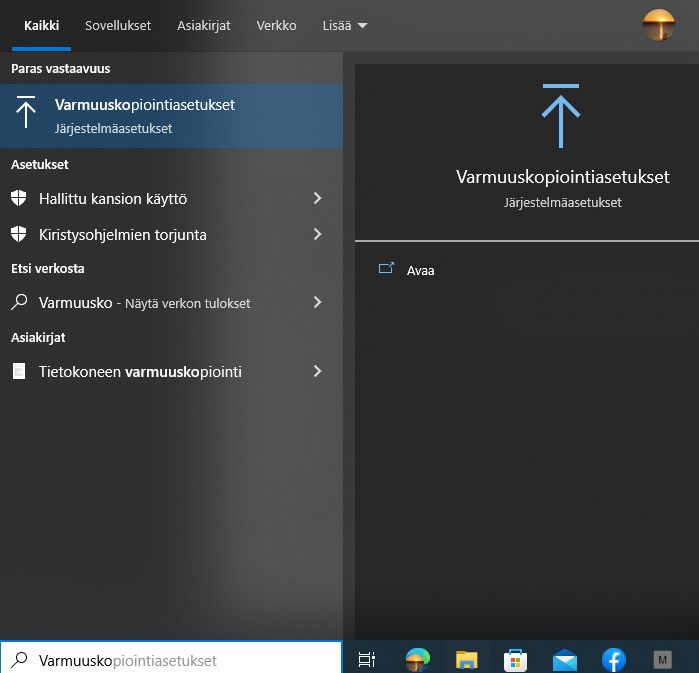 Kaikki Sovellukset Asiakirjat Verkko Lisää
Paras vastaavuus
Varmuuskopiointiasetukset
Järjestelmäasetukset
Asetukset
Hallittu kansion käyttö
Kiristysohjelmien torjunta
Etsi verkosta
Varmuusko - Näytä verkon tulokset
Asiakirjat
Tietokoneen varmuuskopiointi
Varmuuskopiointiasetukset
Järjestelmäasetukset
Avaa
Varmuuskopiointiasetukset
M